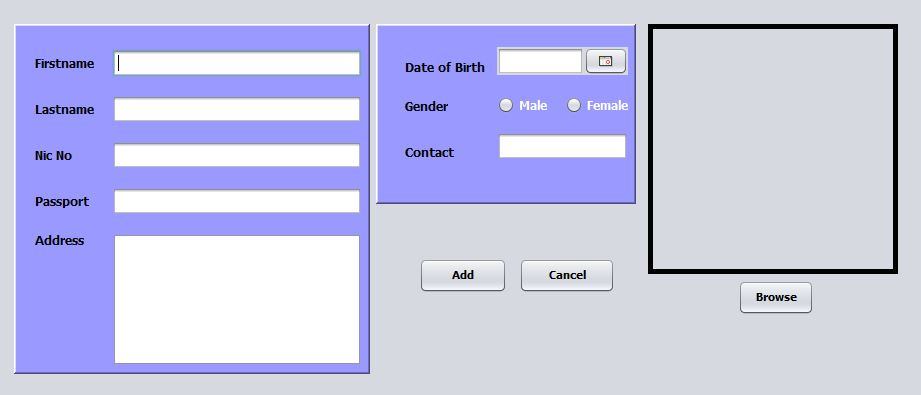 Firstname
Lastname
Nic No
Passport
Address
Date of Birth
Gender Male Female
Contact
Add Cancel
Browse